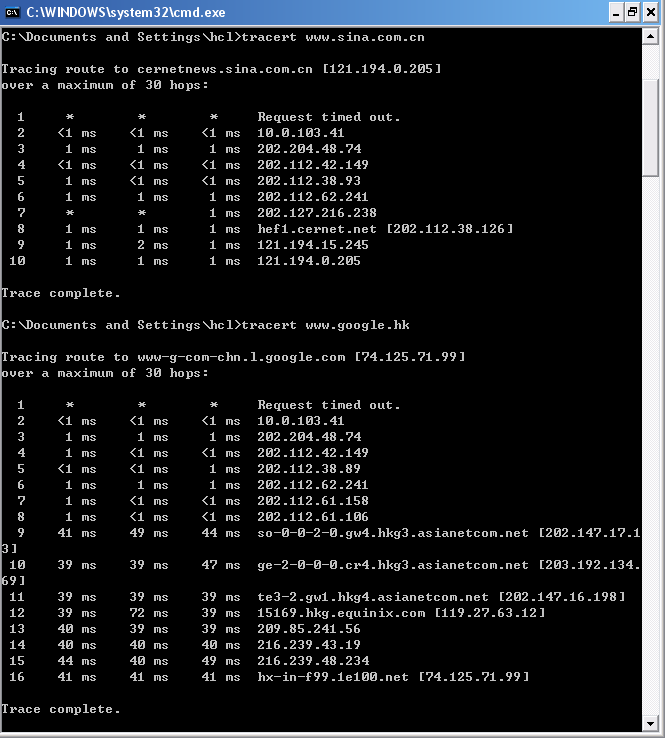 C:\WINDOWS\system32\cmd.exe
C:\Documents and Settings\hcl>tracert www.sina.com.cn
Tracing route to cernetnews.sina.com.cn [121.194.0.205]
over a maximum of 30 hops:
1 * * * Request timed out.
2 <1 ms <1 ms <1 ms 10.0.103.41
3 1 ms 1 ms 1 ms 202.204.48.74
4 <1 ms <1 ms <1 ms 202.112.42.149
5 1 ms <1 ms <1 ms 202.112.38.93
6 1 ms 1 ms 1 ms 202.112.62.241
7 * * 1 ms 202.127.216.238
8 1 ms 1 ms 1 ms hef1.cernet.net [202.112.38.126]
9 1 ms 2 ms 1 ms 121.194.15.245
10 1 ms 1 ms 1 ms 121.194.0.205
Trace complete.
C:\Documents and Settings\hcl>tracert www.google.hk
Tracing route to www-g-com-chn.l.google.com [74.125.71.99]
over a maximum of 30 hops:
1 * * * Request timed out.
2 <1 ms <1 ms <1 ms 10.0.103.41
3 1 ms 1 ms 1 ms 202.204.48.74
4 1 ms <1 ms <1 ms 202.112.42.149
5 <1 ms <1 ms 1 ms 202.112.38.89
6 1 ms 1 ms 1 ms 202.112.62.241
7 1 ms <1 ms <1 ms 202.112.61.158
8 1 ms <1 ms <1 ms 202.112.61.106
9 41 ms 49 ms 44 ms so-0-0-2-0.gw4.hkg3.asianetcom.net [202.147.17.1
3]
10 39 ms 39 ms 47 ms ge-2-0-0-0.cr4.hkg3.asianetcom.net [203.192.134.
69]
11 39 ms 39 ms 39 ms te3-2.gw1.hkg4.asianetcom.net [202.147.16.198]
12 39 ms 72 ms 39 ms 15169.hkg.equinix.com [119.27.63.12]
13 40 ms 39 ms 39 ms 209.85.241.56
14 40 ms 40 ms 40 ms 216.239.43.19
15 44 ms 40 ms 49 ms 216.239.48.234
16 41 ms 41 ms 41 ms hx-in-f99.1e100.net [74.125.71.99]
Trace complete.